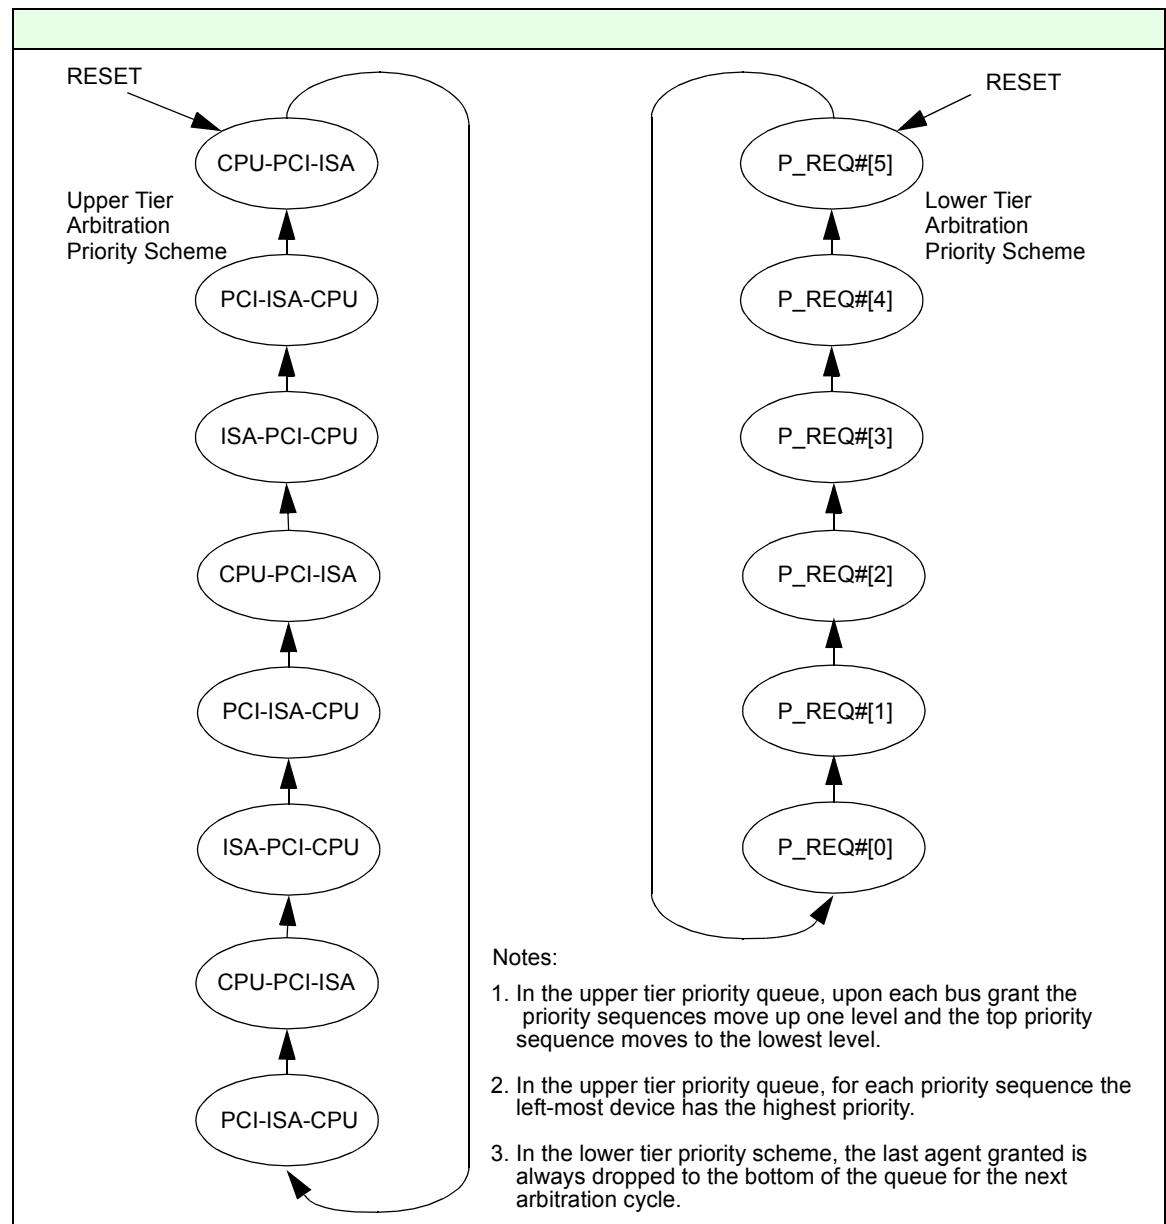 RESET
CPU-PCI-ISA
Upper Tier
Arbitration
Priority Scheme
PCI-ISA-CPU
ISA-PCI-CPU
CPU-PCI-ISA
PCI-ISA-CPU
ISA-PCI-CPU
CPU-PCI-ISA
PCI-ISA-CPU
RESET
P_REQ#[5]
Lower Tier
Arbitration
Priority Scheme
P_REQ#[4]
P_REQ#[3]
P_REQ#[2]
P_REQ#[1]
P_REQ#[0]
Notes:
1. In the upper tier priority queue, upon each bus grant the
priority sequences move up one level and the top priority
sequence moves to the lowest level.
2. In the upper tier priority queue, for each priority sequence the
left-most device has the highest priority.
3. In the lower tier priority scheme, the last agent granted is
always dropped to the bottom of the queue for the next
arbitration cycle.